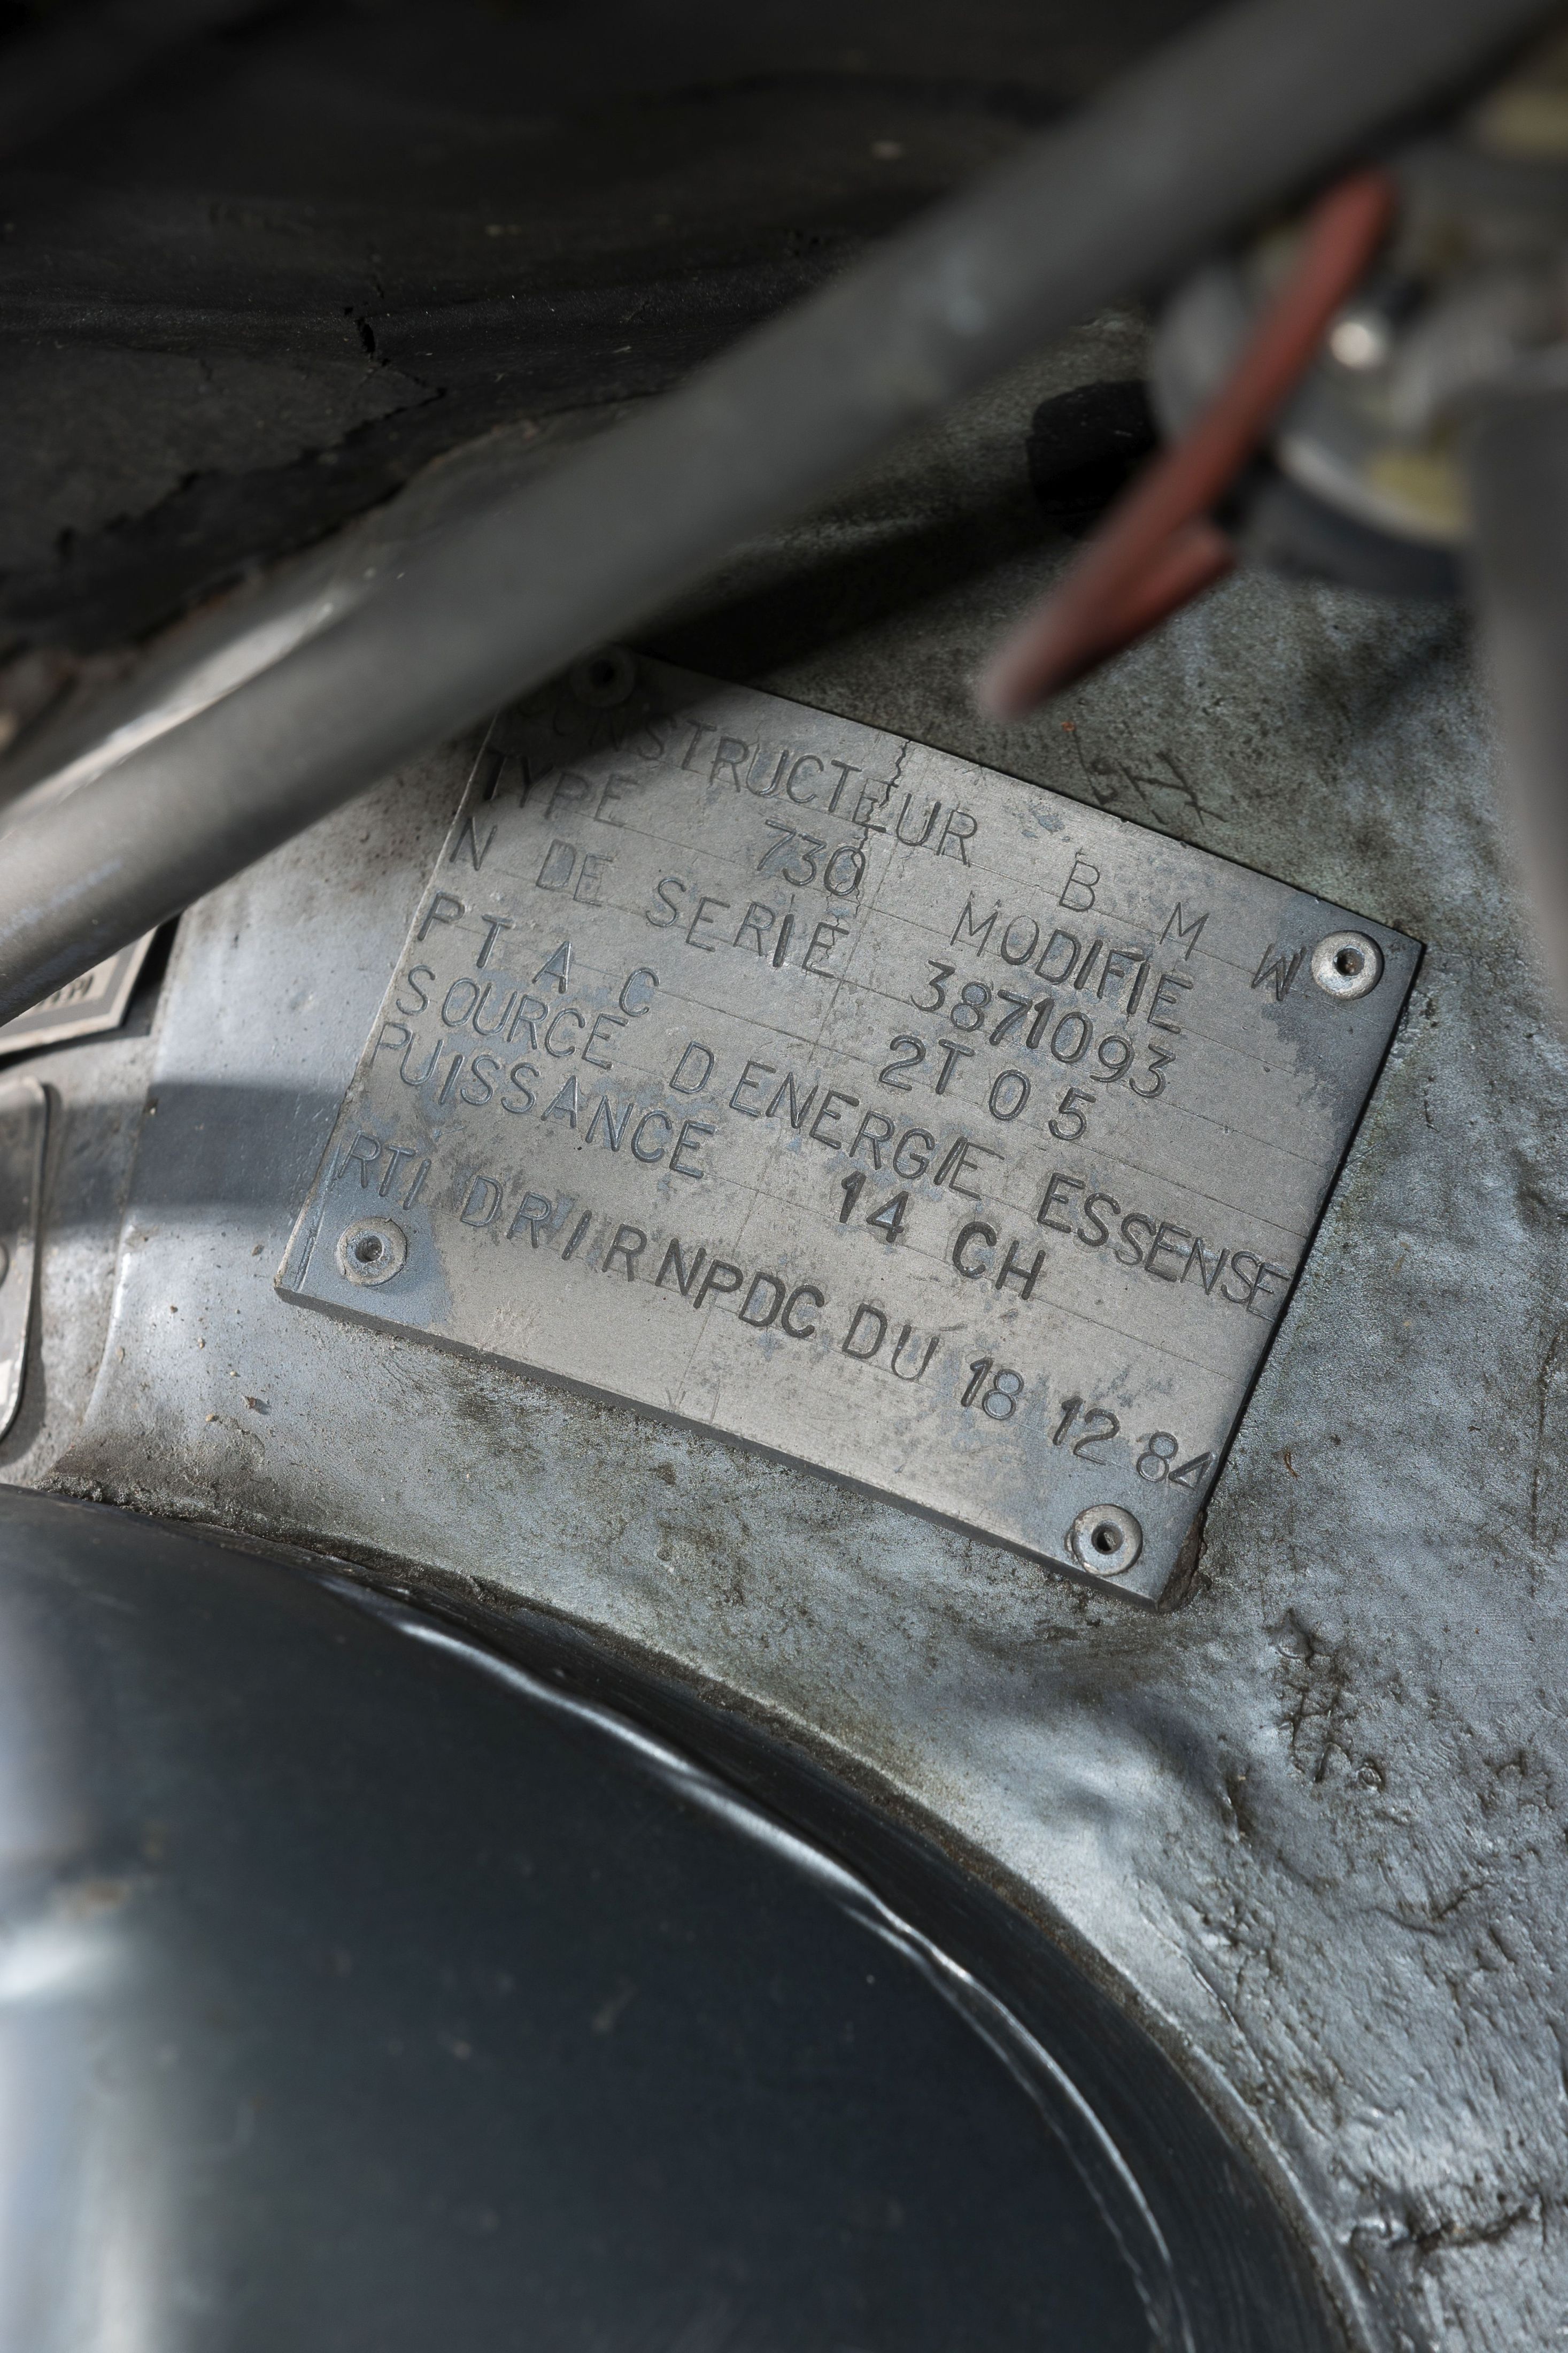 CONSTRUCTEUR B M W
TYPE 730 MODIFIE
N DE SERIE 3871093
P T A C 2T 0 5
SOURCE D ENERGIE ESSENSE
PUISSANCE 14 CH
RTI D R I R NPDC DU 18 12 84